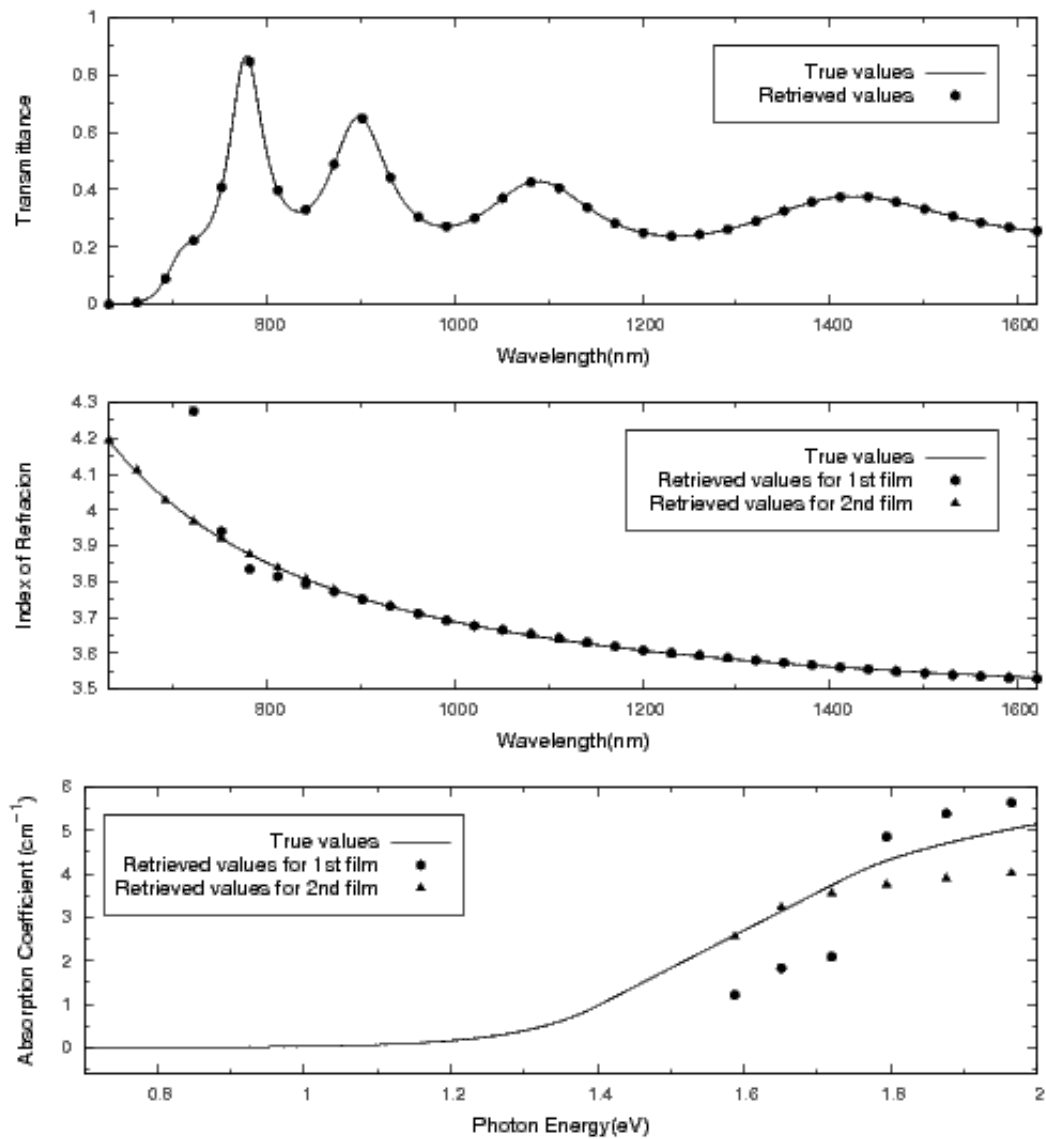 1
0.8
0.6
0.4
0.2
0
Transmittance
True values
Retrieved values
800 1000 1200 1400 1600
Wavelength(nm)
4.3
4.2
4.1
4
3.9
3.8
3.7
3.6
3.5
Index of Refracion
True values
Retrieved values for 1st film
Retrieved values for 2nd film
800 1000 1200 1400 1600
Wavelength(nm)
6
5
4
3
2
1
0
Absorption Coefficient (cm⁻¹)
True values
Retrieved values for 1st film
Retrieved values for 2nd film
0.8 1 1.2 1.4 1.6 1.8 2
Photon Energy(eV)